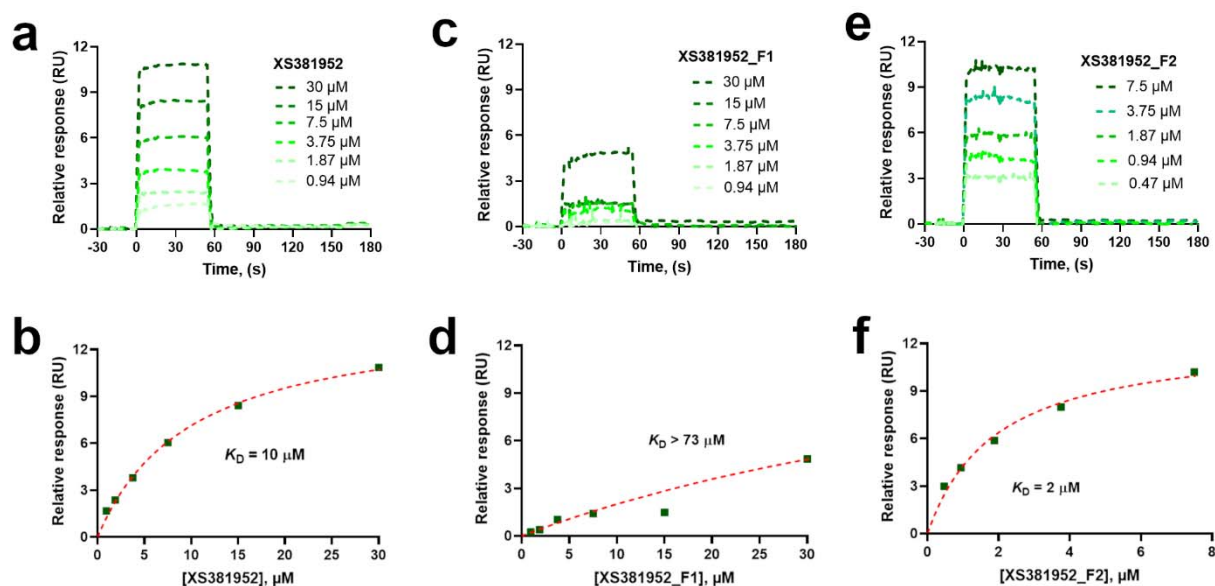 a
Relative response (RU)
12
9
6
3
0
-30 0 30 60 90 120 150 180
Time, (s)
XS381952
30 µM
15 µM
7.5 µM
3.75 µM
1.87 µM
0.94 µM
c
Relative response (RU)
12
9
6
3
0
-30 0 30 60 90 120 150 180
Time, (s)
XS381952_F1
30 µM
15 µM
7.5 µM
3.75 µM
1.87 µM
0.94 µM
e
Relative response (RU)
12
9
6
3
0
-30 0 30 60 90 120 150 180
Time, (s)
XS381952_F2
7.5 µM
3.75 µM
1.87 µM
0.94 µM
0.47 µM
b
Relative response (RU)
12
9
6
3
0
0 5 10 15 20 25 30
[XS381952], µM
KD = 10 µM
d
Relative response (RU)
12
9
6
3
0
0 5 10 15 20 25 30
[XS381952_F1], µM
KD > 73 µM
f
Relative response (RU)
12
9
6
3
0
0 2 4 6 8
[XS381952_F2], µM
KD = 2 µM